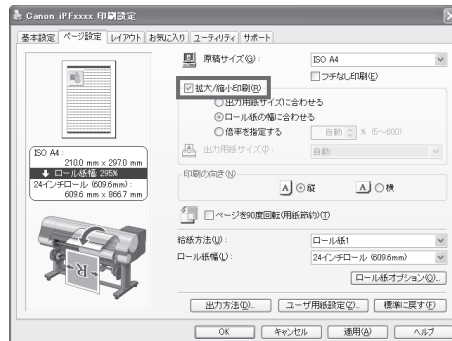 Canon iPFxxxx 印刷設定
基本設定 ページ設定 レイアウト お気に入り ユーティリティ サポート
原稿サイズ(Q): ISO A4
フチなし印刷(E)
拡大/縮小印刷(R)
出力用紙サイズに合わせる
ロール紙の幅に合わせる
倍率を指定する 自動 % (5～600)
出力用紙サイズ(I): 自動
ISO A4 :
210.0 mm x 297.0 mm
ロール紙幅 295%
24インチロール (609.6mm) :
609.6 mm x 866.7 mm
印刷の向き(N)
A 縦 A 横
ページを90度回転(用紙節約)(T)
R
給紙方法(U): ロール紙1
ロール紙幅(L): 24インチロール (609.6mm)
ロール紙オプション(O)...
出力方法(D)... ユーザ用紙設定(Z)... 標準に戻す(F)
OK キャンセル 適用(A) ヘルプ